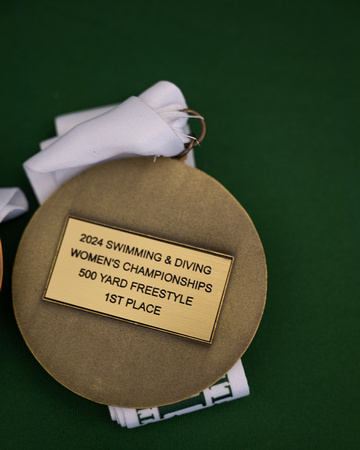 2024 SWIMMING & DIVING
WOMEN'S CHAMPIONSHIPS
500 YARD FREESTYLE
1ST PLACE